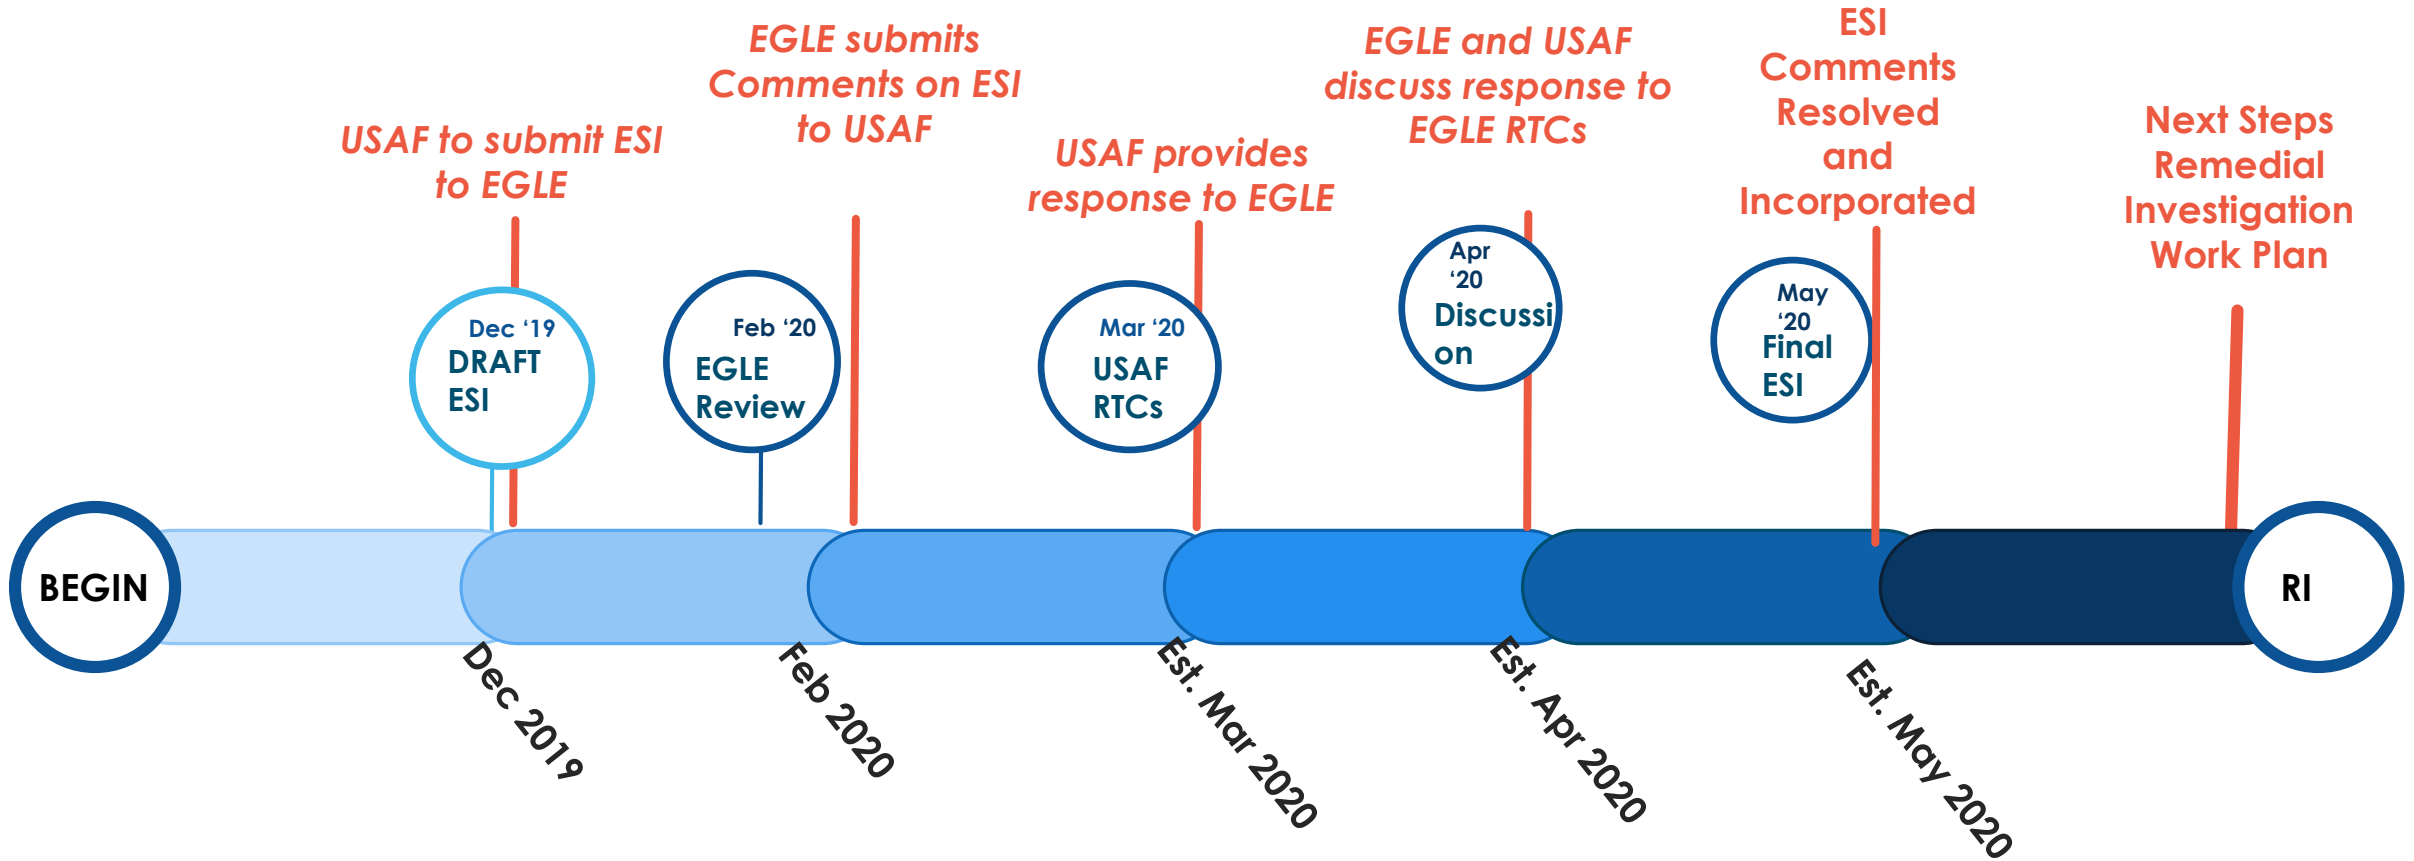 USAF to submit ESI
to EGLE
EGLE submits
Comments on ESI
to USAF
USAF provides
response to EGLE
EGLE and USAF
discuss response to
EGLE RTCs
ESI
Comments
Resolved
and
Incorporated
Next Steps
Remedial
Investigation
Work Plan
Dec ‘19
DRAFT
ESI
Feb ‘20
EGLE
Review
Mar ‘20
USAF
RTCs
Apr
‘20
Discussi
on
May
‘20
Final
ESI
BEGIN
RI
Dec 2019
Feb 2020
Est. Mar 2020
Est. Apr 2020
Est. May 2020